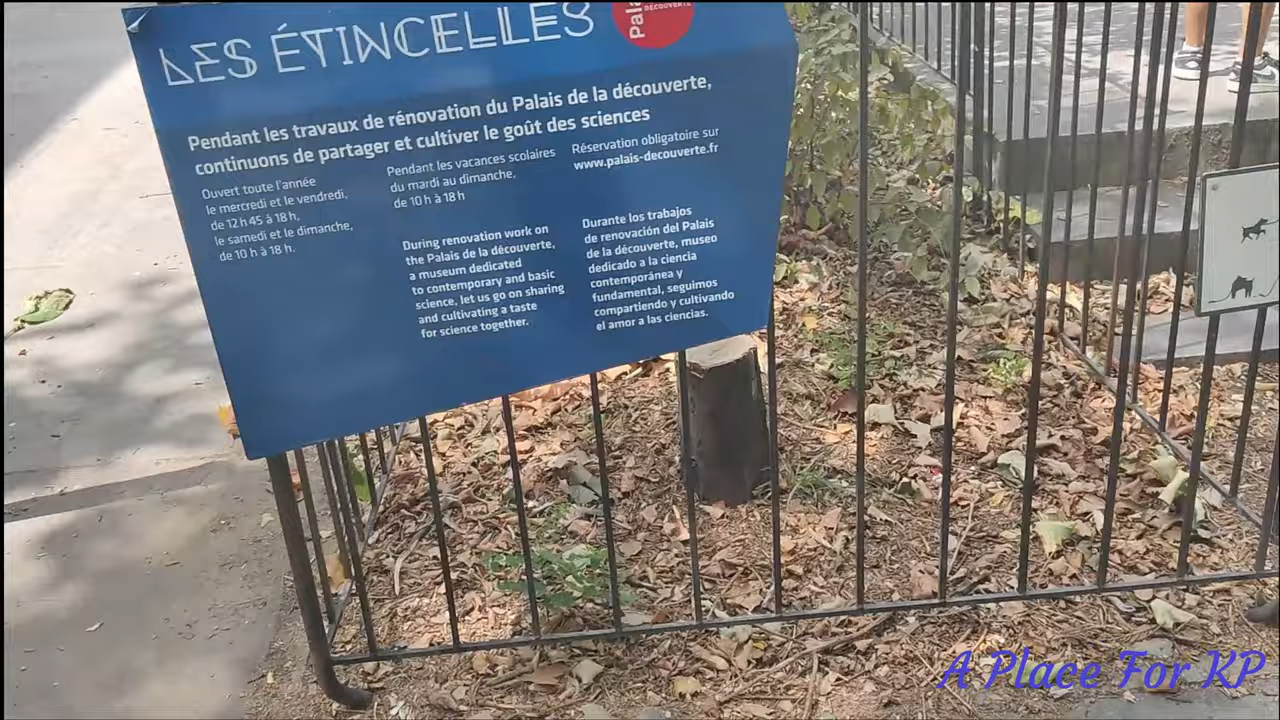 LES ÉTINCELLES
Pala
DÉCOUVERTE
Pendant les travaux de rénovation du Palais de la découverte,
continuons de partager et cultiver le goût des sciences
Ouvert toute l'année
le mercredi et le vendredi,
de 12 h 45 à 18 h,
le samedi et le dimanche,
de 10 h à 18 h.
Pendant les vacances scolaires
du mardi au dimanche,
de 10 h à 18 h
Réservation obligatoire sur
www.palais-decouverte.fr
During renovation work on
the Palais de la découverte,
a museum dedicated
to contemporary and basic
science, let us go on sharing
and cultivating a taste
for science together.
Durante los trabajos
de renovación del Palais
de la découverte, museo
dedicado a la ciencia
contemporánea y
fundamental, seguimos
compartiendo y cultivando
el amor a las ciencias.
A Place For KP